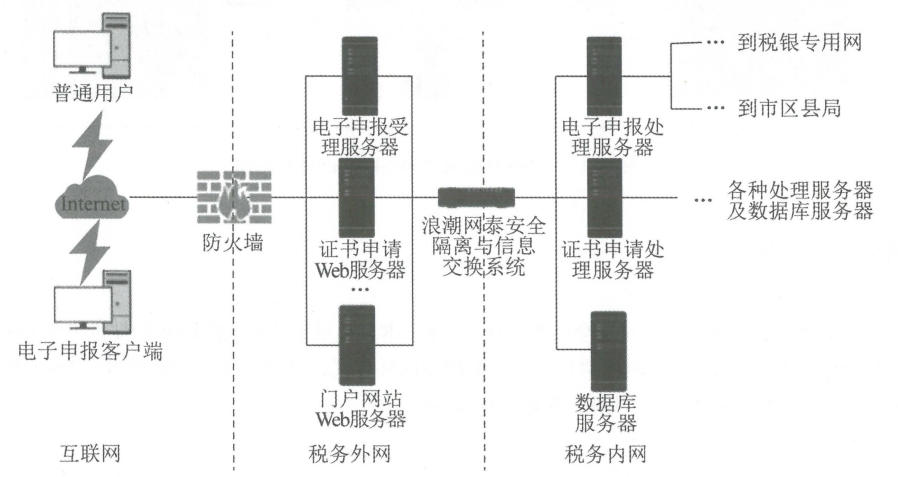 普通用户
Internet
电子申报客户端
互联网
防火墙
电子申报受
理服务器
证书申请
Web服务器
…
门户网站
Web服务器
税务外网
浪潮网泰安全
隔离与信息
交换系统
电子申报处
理服务器
证书申请处
理服务器
数据库
服务器
税务内网
… 到税银专用网
… 到市区县局
… 各种处理服务器
及数据库服务器